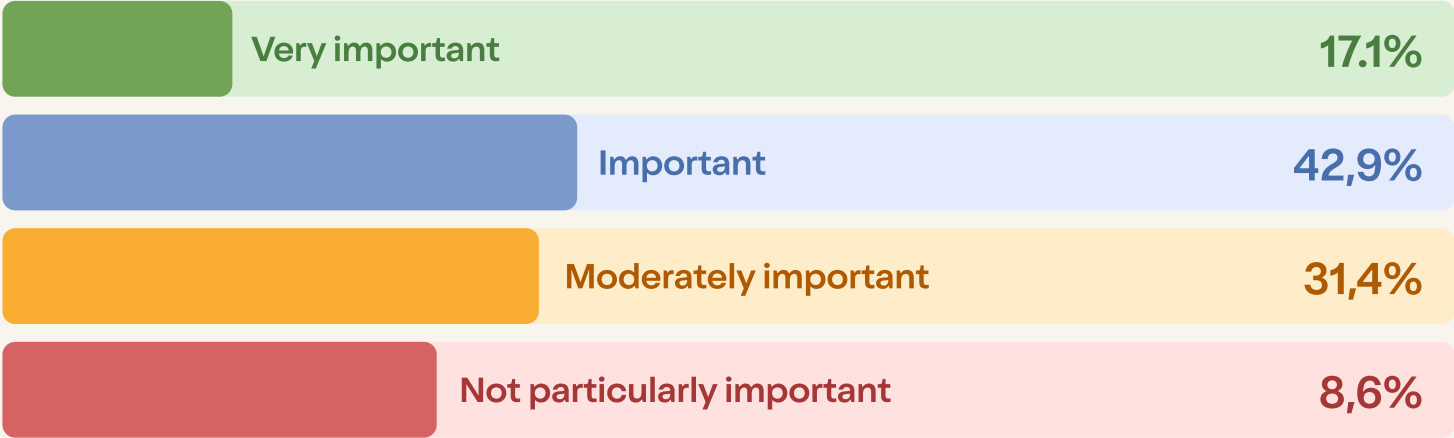 Very important 17.1%
Important 42,9%
Moderately important 31,4%
Not particularly important 8,6%